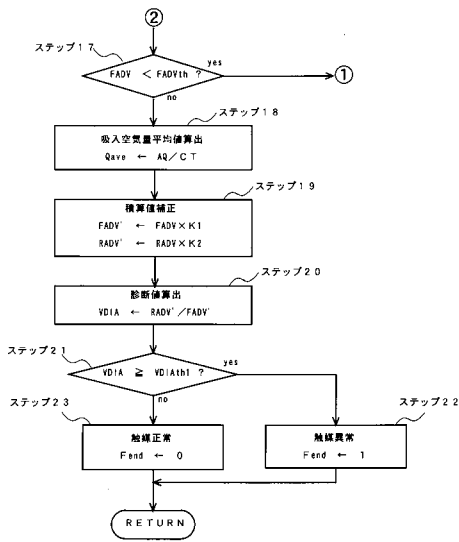 ②
ステップ17
FADV < FADVth ?
yes
①
no
ステップ18
吸入空気量平均値算出
Qave ← AQ/CT
ステップ19
積算値補正
FADV' ← FADV×K1
RADV' ← RADV×K2
ステップ20
診断値算出
VDIA ← RADV'/FADV'
ステップ21
VDIA ≧ VDIAth1 ?
yes
no
ステップ23
ステップ22
触媒正常
Fend ← 0
触媒異常
Fend ← 1
RETURN